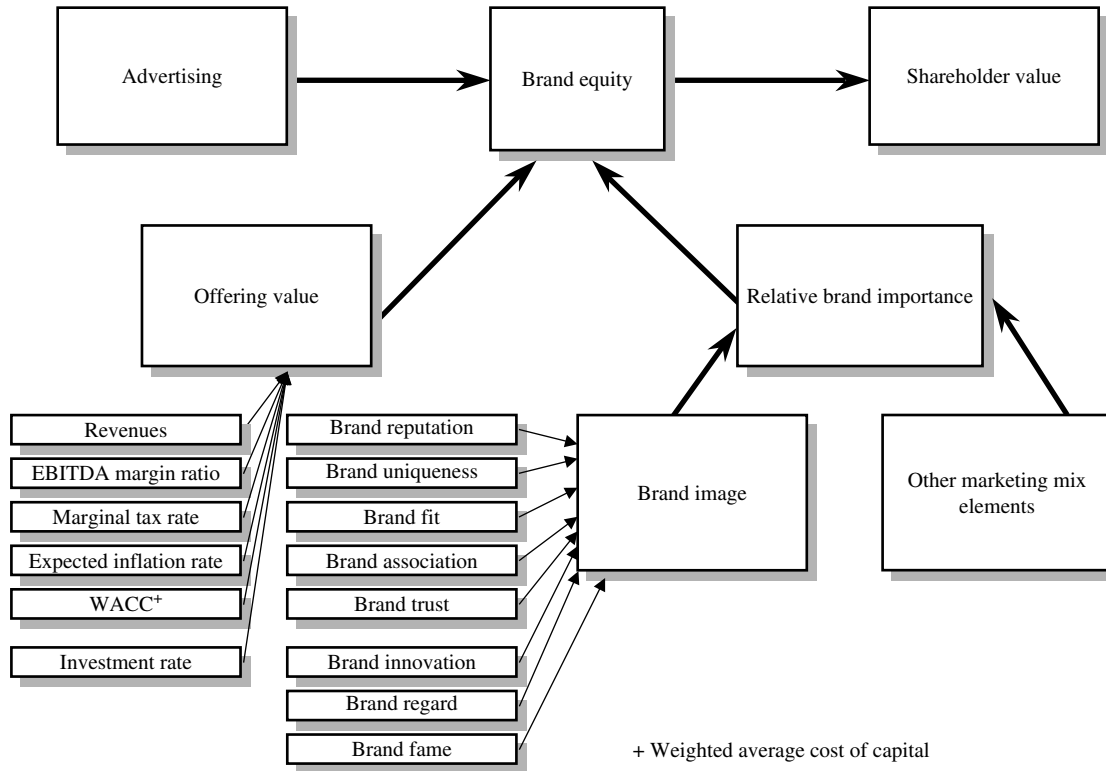 Advertising
Brand equity
Shareholder value
Offering value
Relative brand importance
Revenues
EBITDA margin ratio
Marginal tax rate
Expected inflation rate
WACC+
Investment rate
Brand reputation
Brand uniqueness
Brand fit
Brand association
Brand trust
Brand innovation
Brand regard
Brand fame
Brand image
Other marketing mix
elements
+ Weighted average cost of capital